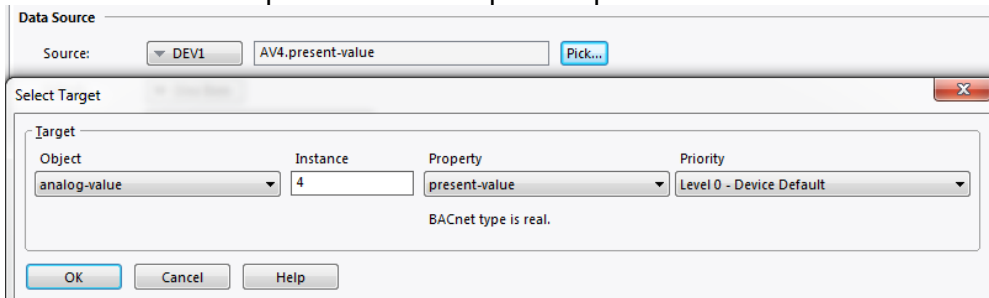 Data Source
Source: DEV1 AV4.present-value Pick...
Select Target
Target
Object Instance Property Priority
analog-value 4 present-value Level 0 - Device Default
BACnet type is real.
OK Cancel Help